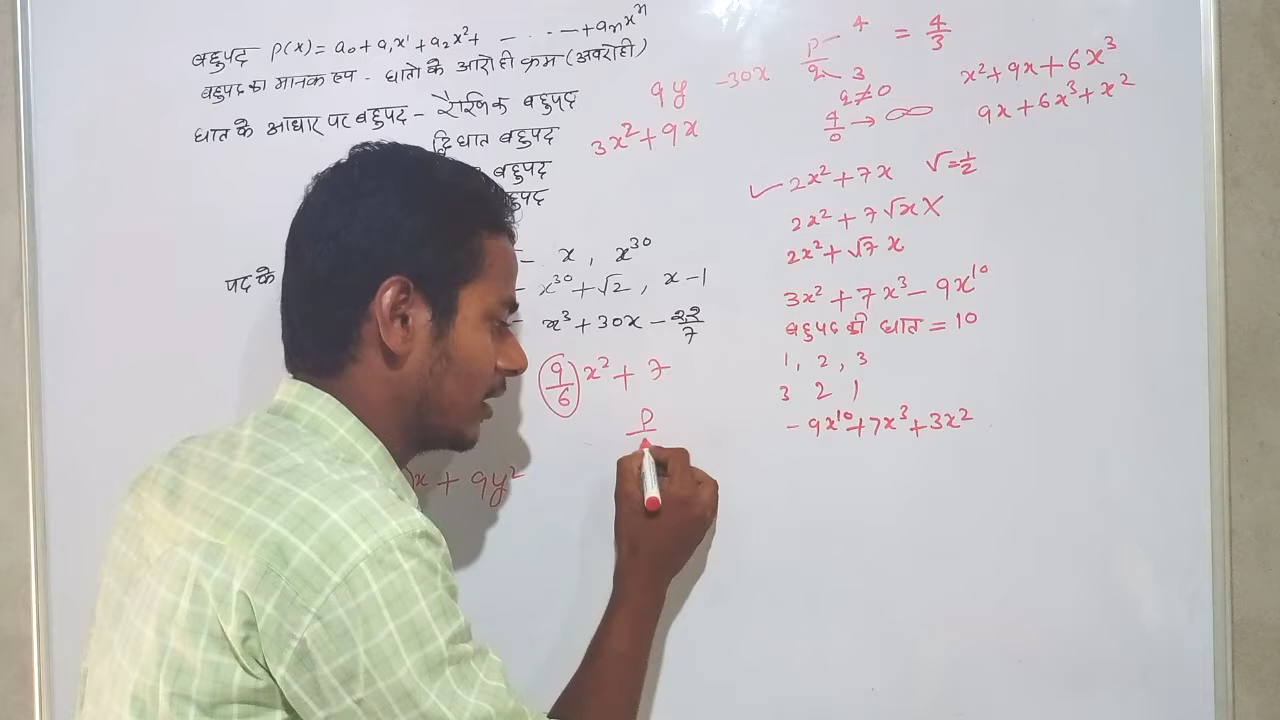 बहुपद P(x) = a₀ + a₁x¹ + a₂x² + - - · - + aₙxⁿ
बहुपद का मानक रूप - घातो के आरोही क्रम (अवरोही)
घात के आधार पर बहुपद - रैखिक बहुपद
द्विघात बहुपद
बहुपद
हुपद
पद के
- x , x³⁰
- x³⁰ + √2 , x - 1
- x³ + 30x - 22/7
9y - 30x
3x² + 9x
9/6 x² + 7
P
x + 9y²
P/q 4 = 4/3
3
q ≠ 0
4/0 → ∞
x² + 9x + 6x³
9x + 6x³ + x²
✓ 2x² + 7x √ = 1/2
2x² + 7√x X
2x² + √7 x
3x² + 7x³ - 9x¹⁰
बहुपद की घात = 10
1, 2, 3
3 2 1
- 9x¹⁰ + 7x³ + 3x²